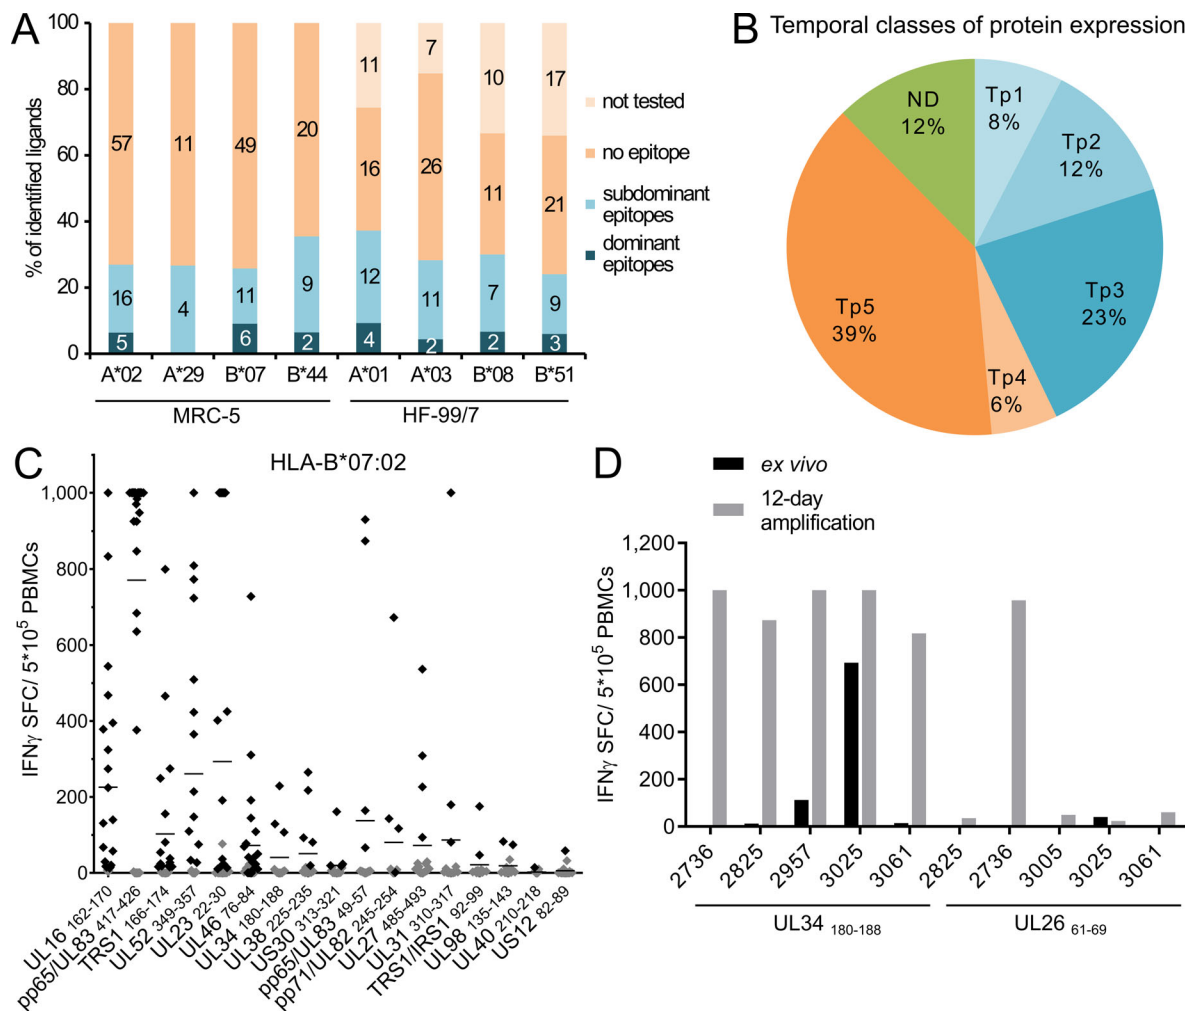 A
% of identified ligands
100
80
60
40
20
0
57
11
49
20
11
7
10
17
16
26
11
21
16
4
11
9
12
11
7
9
5
6
2
4
2
2
3
A*02
A*29
B*07
B*44
A*01
A*03
B*08
B*51
MRC-5
HF-99/7
not tested
no epitope
subdominant
epitopes
dominant
epitopes
B
Temporal classes of protein expression
ND
12%
Tp1
8%
Tp2
12%
Tp3
23%
Tp4
6%
Tp5
39%
C
HLA-B*07:02
IFNγ SFC/ 5*10⁵ PBMCs
1,000
800
600
400
200
0
UL16 162-170
pp65/UL83 417-426
TRS1 166-174
UL52 349-357
UL23 22-30
UL46 76-84
UL34 180-188
UL38 225-235
US30 313-321
pp65/UL83 49-57
pp71/UL82 245-254
UL27 485-493
UL31 310-317
TRS1/IRS1 92-99
UL98 135-143
UL40 210-218
US12 82-89
D
ex vivo
12-day
amplification
IFNγ SFC/ 5*10⁵ PBMCs
1,200
1,000
800
600
400
200
0
2736
2825
2957
3025
3061
2825
2736
3005
3025
3061
UL34 180-188
UL26 61-69